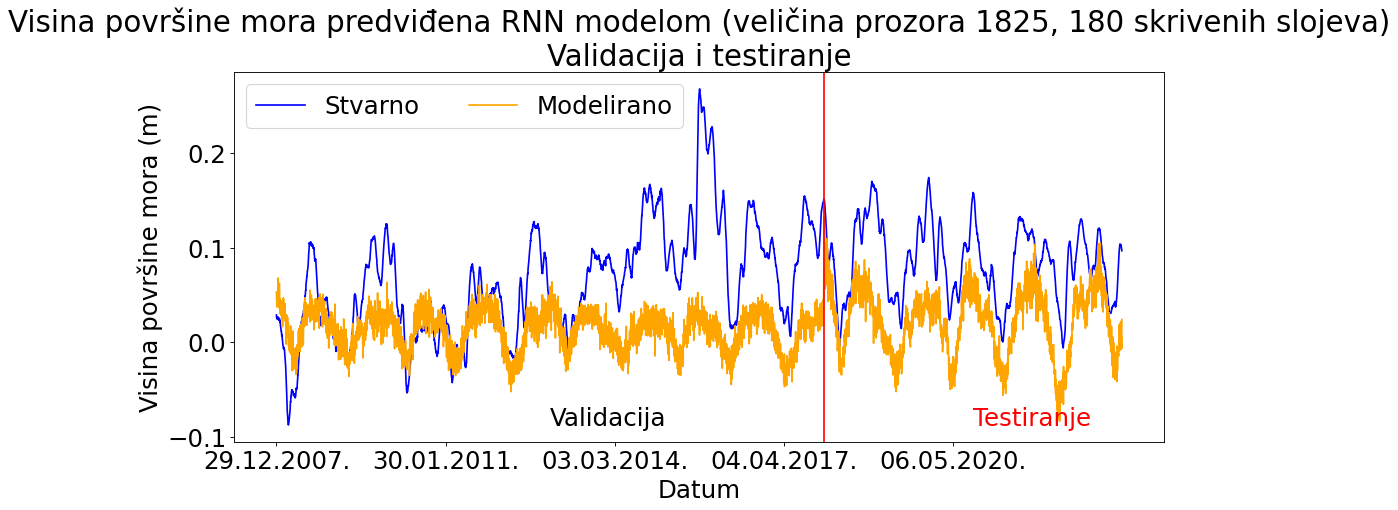 Visina površine mora predviđena RNN modelom (veličina prozora 1825, 180 skrivenih slojeva)
Validacija i testiranje
Stvarno Modelirano
Visina površine mora (m)
0.2
0.1
0.0
−0.1
Validacija Testiranje
29.12.2007. 30.01.2011. 03.03.2014. 04.04.2017. 06.05.2020.
Datum